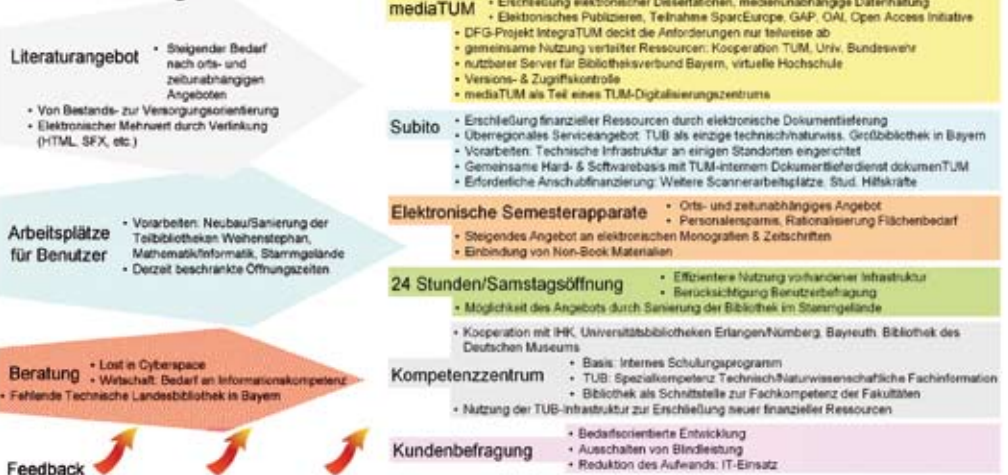 Literaturangebot
• Steigender Bedarf
nach orts- und
zeitunabhängigen
Angeboten
• Von Bestands- zur Versorgungsorientierung
• Elektronischer Mehrwert durch Verlinkung
(HTML, SFX, etc.)
Arbeitsplätze
für Benutzer
• Vorarbeiten: Neubau/Sanierung der
Teilbibliotheken Weihenstephan,
Mathematik/Informatik, Stammgelände
• Derzeit beschränkte Öffnungszeiten
Beratung
• Lost in Cyberspace
• Wirtschaft: Bedarf an Informationskompetenz
• Fehlende Technische Landesbibliothek in Bayern
Feedback
mediaTUM
• Erschließung elektronischer Dissertationen, medienunabhängige Datenhaltung
• Elektronisches Publizieren, Teilnahme SparcEurope, GAP, OAI, Open Access Initiative
• DFG-Projekt IntegraTUM deckt die Anforderungen nur teilweise ab
• gemeinsame Nutzung verteilter Ressourcen: Kooperation TUM, Univ. Bundeswehr
• nutzbarer Server für Bibliotheksverbund Bayern, virtuelle Hochschule
• Versions- & Zugriffskontrolle
• mediaTUM als Teil eines TUM-Digitalisierungszentrums
Subito
• Erschließung finanzieller Ressourcen durch elektronische Dokumentlieferung
• Überregionales Serviceangebot: TUB als einzige technisch/naturwiss. Großbibliothek in Bayern
• Vorarbeiten: Technische Infrastruktur an einigen Standorten eingerichtet
• Gemeinsame Hard- & Softwarebasis mit TUM-internem Dokumentlieferdienst dokumenTUM
• Erforderliche Anschubfinanzierung: Weitere Scannerarbeitsplätze, Stud. Hilfskräfte
Elektronische Semesterapparate
• Orts- und zeitunabhängiges Angebot
• Personalersparnis, Rationalisierung Flächenbedarf
• Steigendes Angebot an elektronischen Monografien & Zeitschriften
• Einbindung von Non-Book Materialien
24 Stunden/Samstagsöffnung
• Effizientere Nutzung vorhandener Infrastruktur
• Berücksichtigung Benutzerbefragung
• Möglichkeit des Angebots durch Sanierung der Bibliothek im Stammgelände
• Kooperation mit IHK, Universitätsbibliotheken Erlangen/Nürnberg, Bayreuth, Bibliothek des
Deutschen Museums
Kompetenzzentrum
• Basis: Internes Schulungsprogramm
• TUB: Spezialkompetenz Technisch/Naturwissenschaftliche Fachinformation
• Bibliothek als Schnittstelle zur Fachkompetenz der Fakultäten
• Nutzung der TUB-Infrastruktur zur Erschließung neuer finanzieller Ressourcen
Kundenbefragung
• Bedarfsorientierte Entwicklung
• Ausschalten von Blindleistung
• Reduktion des Aufwands: IT-Einsatz